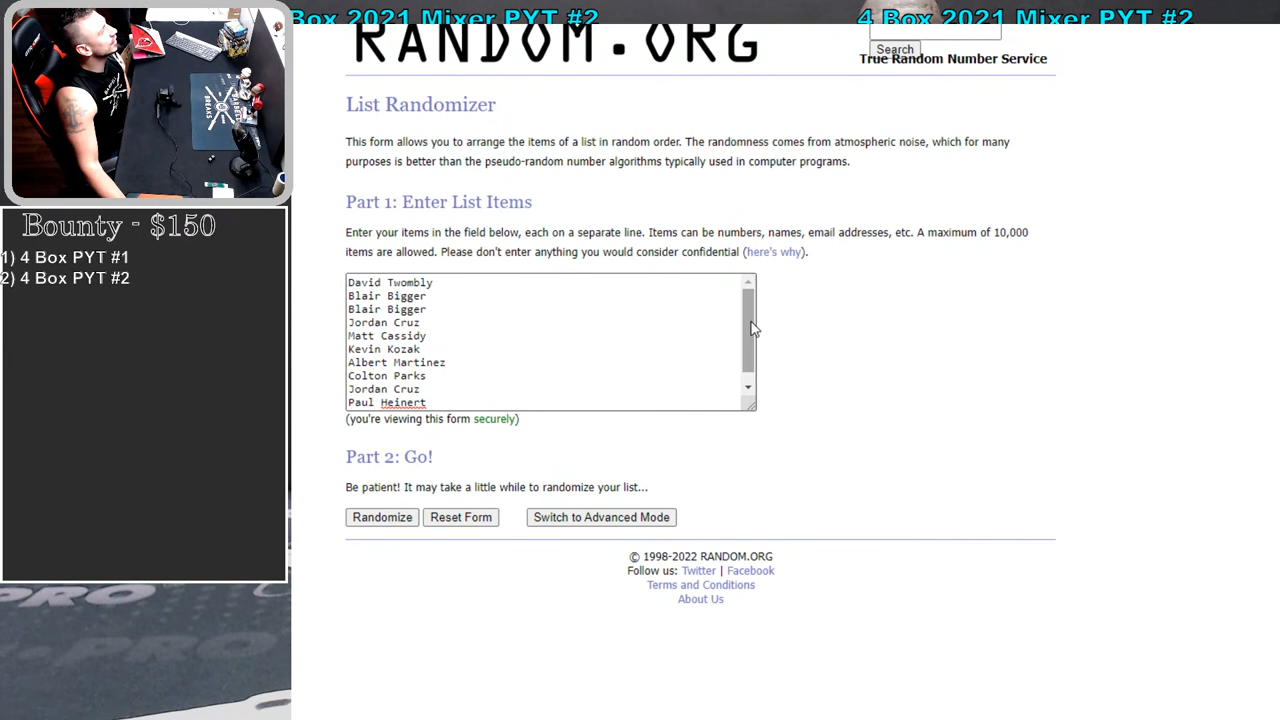 Box 2021 Mixer PYT #2
4 Box 2021 Mixer PYT #2
RANDOM.ORG
Search
True Random Number Service
List Randomizer
This form allows you to arrange the items of a list in random order. The randomness comes from atmospheric noise, which for many
purposes is better than the pseudo-random number algorithms typically used in computer programs.
Part 1: Enter List Items
Enter your items in the field below, each on a separate line. Items can be numbers, names, email addresses, etc. A maximum of 10,000
items are allowed. Please don't enter anything you would consider confidential (here's why).
David Twombly
Blair Bigger
Blair Bigger
Jordan Cruz
Matt Cassidy
Kevin Kozak
Albert Martinez
Colton Parks
Jordan Cruz
Paul Heinert
(you're viewing this form securely)
Part 2: Go!
Be patient! It may take a little while to randomize your list...
Randomize
Reset Form
Switch to Advanced Mode
© 1998-2022 RANDOM.ORG
Follow us: Twitter | Facebook
Terms and Conditions
About Us
Bounty - $150
1) 4 Box PYT #1
2) 4 Box PYT #2
BREAKS